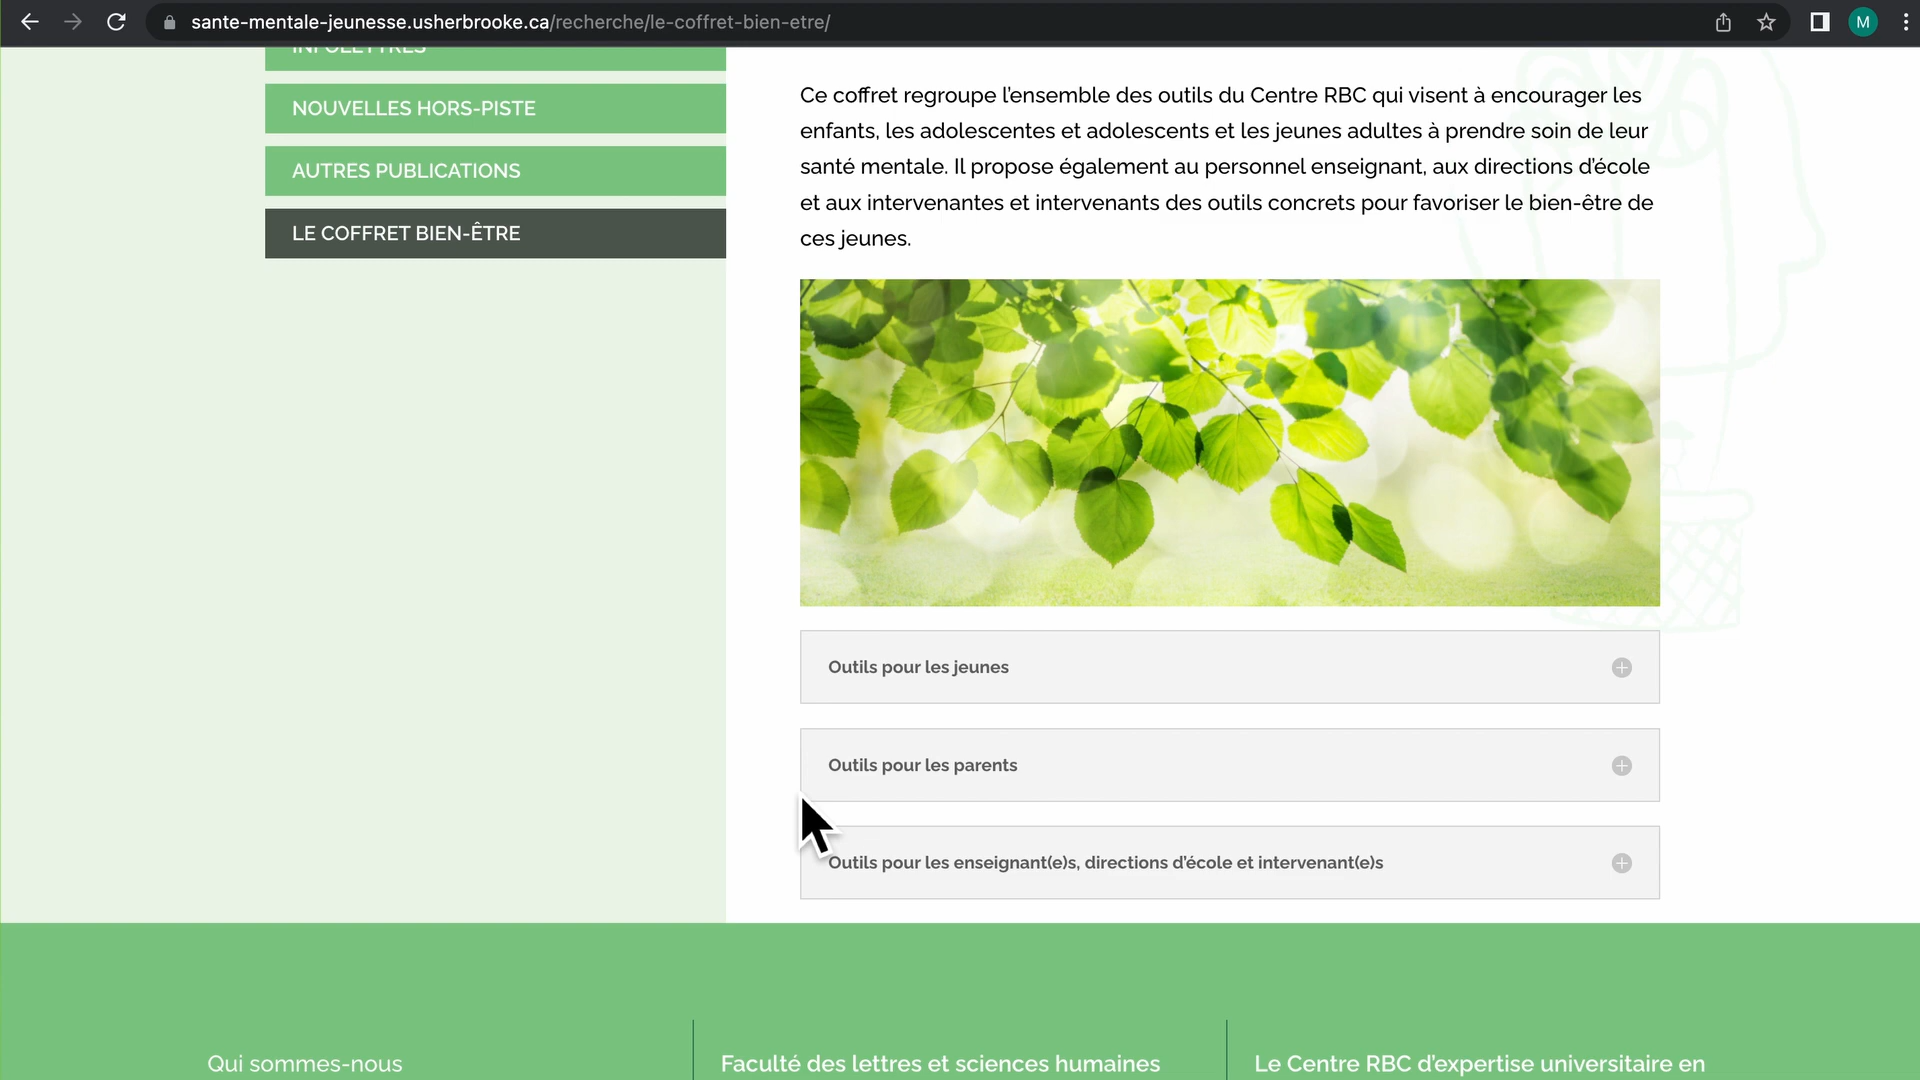 sante-mentale-jeunesse.usherbrooke.ca/recherche/le-coffret-bien-etre/
M
INFOLETTRES
NOUVELLES HORS-PISTE
AUTRES PUBLICATIONS
LE COFFRET BIEN-ÊTRE
Ce coffret regroupe l’ensemble des outils du Centre RBC qui visent à encourager les
enfants, les adolescentes et adolescents et les jeunes adultes à prendre soin de leur
santé mentale. Il propose également au personnel enseignant, aux directions d’école
et aux intervenantes et intervenants des outils concrets pour favoriser le bien-être de
ces jeunes.
Outils pour les jeunes
Outils pour les parents
Outils pour les enseignant(e)s, directions d’école et intervenant(e)s
Qui sommes-nous
Faculté des lettres et sciences humaines
Le Centre RBC d’expertise universitaire en